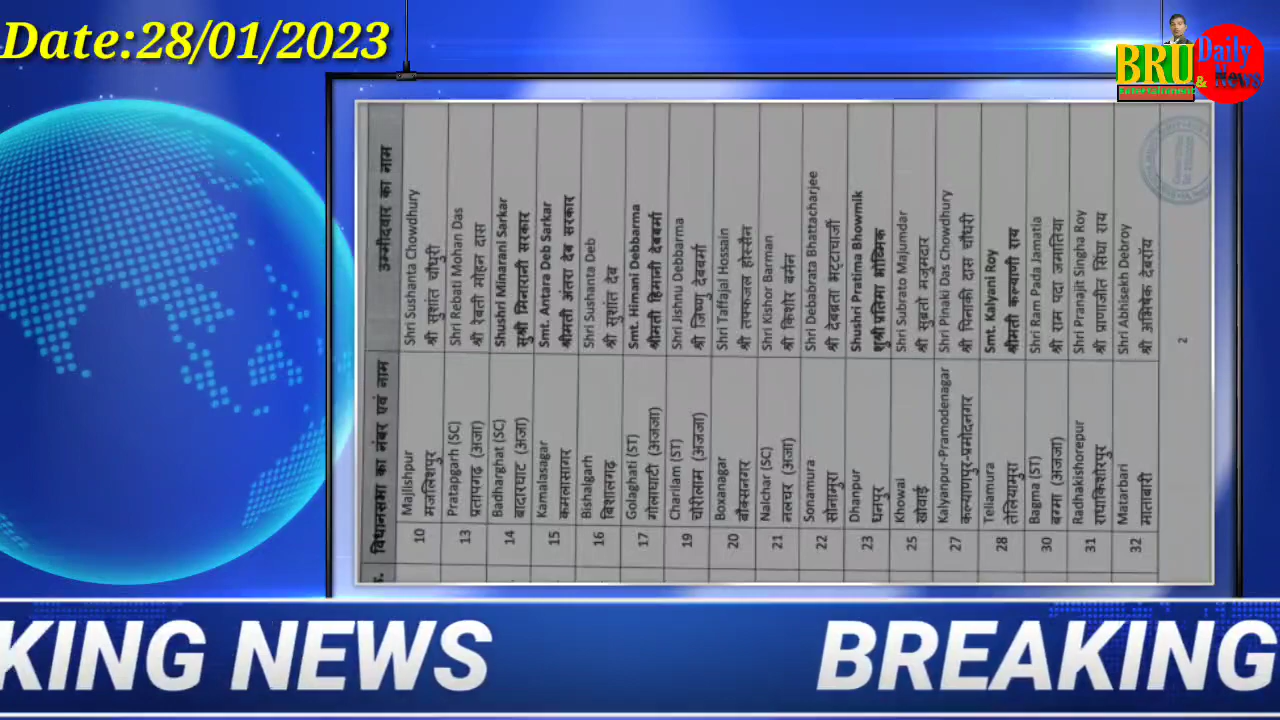 Date:28/01/2023
BRU
Daily
& News
Entertainment
विधानसभा का नंबर एवं नाम
उम्मीदवार का नाम
10 Majlishpur Shri Sushanta Chowdhury
मजलिशपुर श्री सुशांत चौधुरी
13 Pratapgarh (SC) Shri Rebati Mohan Das
प्रतापगढ़ (अजा) श्री रेबती मोहन दास
14 Badharghat (SC) Shushri Minarani Sarkar
बादारघाट (अजा) सुश्री मिनारानी सरकार
15 Kamalasagar Smt. Antara Deb Sarkar
कमलासागर श्रीमती अंतरा देब सरकार
16 Bishalgarh Shri Sushanta Deb
बिशालगढ़ श्री सुशांत देब
17 Golaghati (ST) Smt. Himani Debbarma
गोलाघाटी (अजजा) श्रीमती हिमानी देबबर्मा
19 Charilam (ST) Shri Jishnu Debbarma
चोरीलाम (अजजा) श्री जिष्णु देबबर्मा
20 Boxanagar Shri Taffajal Hossain
बौक्सनगर श्री तफ्फजल होस्सैन
21 Nalchar (SC) Shri Kishor Barman
नलचर (अजा) श्री किशोर बर्मन
22 Sonamura Shri Debabrata Bhattacharjee
सोनामुरा श्री देबब्रता भट्टाचार्जी
23 Dhanpur Shushri Pratima Bhowmik
धनपुर शुश्री प्रतिमा भौमिक
25 Khowai Shri Subrato Majumdar
खोवाई श्री सुब्रतो मजुमदार
27 Kalyanpur-Pramodenagar Shri Pinaki Das Chowdhury
कल्याणपुर-प्रमोदनगर श्री पिनाकी दास चौधरी
28 Teliamura Smt. Kalyani Roy
तेलियामुरा श्रीमती कल्याणी राय
30 Bagma (ST) Shri Ram Pada Jamatia
बग्मा (अजजा) श्री राम पदा जमातिया
31 Radhakishorepur Shri Pranajit Singha Roy
राधाकिशोरपुर श्री प्राणजीत सिंघा राय
32 Matarbari Shri Abhisekh Debroy
माताबारी श्री अभिषेक देबरॉय
2
KING NEWS BREAKING